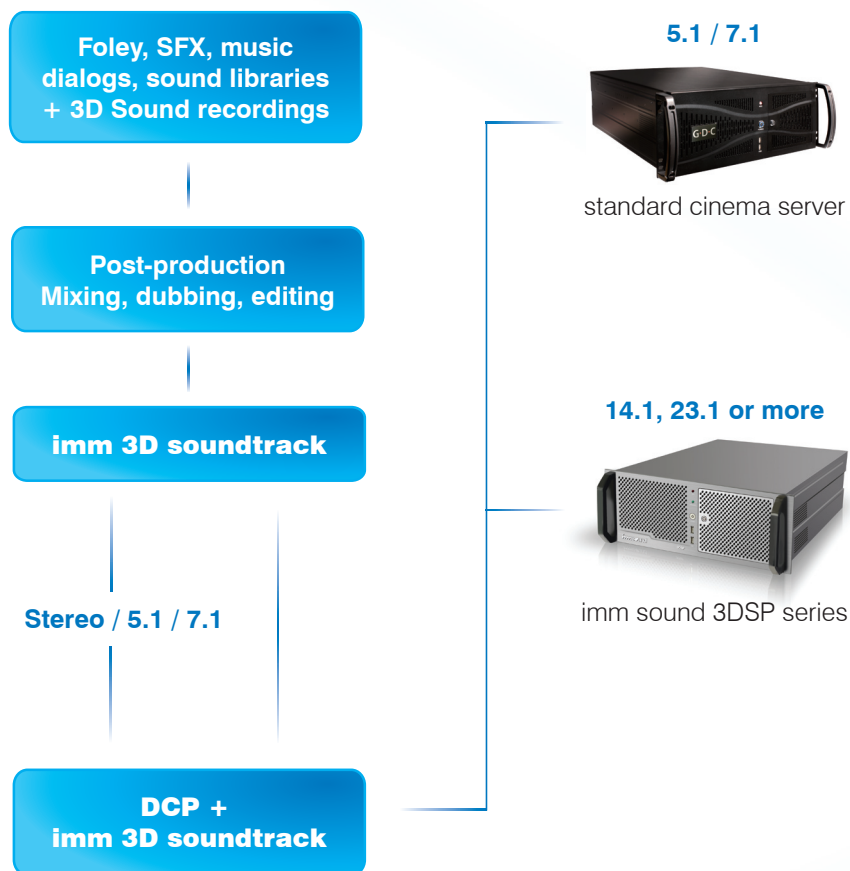 Foley, SFX, music
dialogs, sound libraries
+ 3D Sound recordings
Post-production
Mixing, dubbing, editing
imm 3D soundtrack
Stereo / 5.1 / 7.1
DCP +
imm 3D soundtrack
5.1 / 7.1
G·D·C
standard cinema server
14.1, 23.1 or more
imm sound 3DSP series